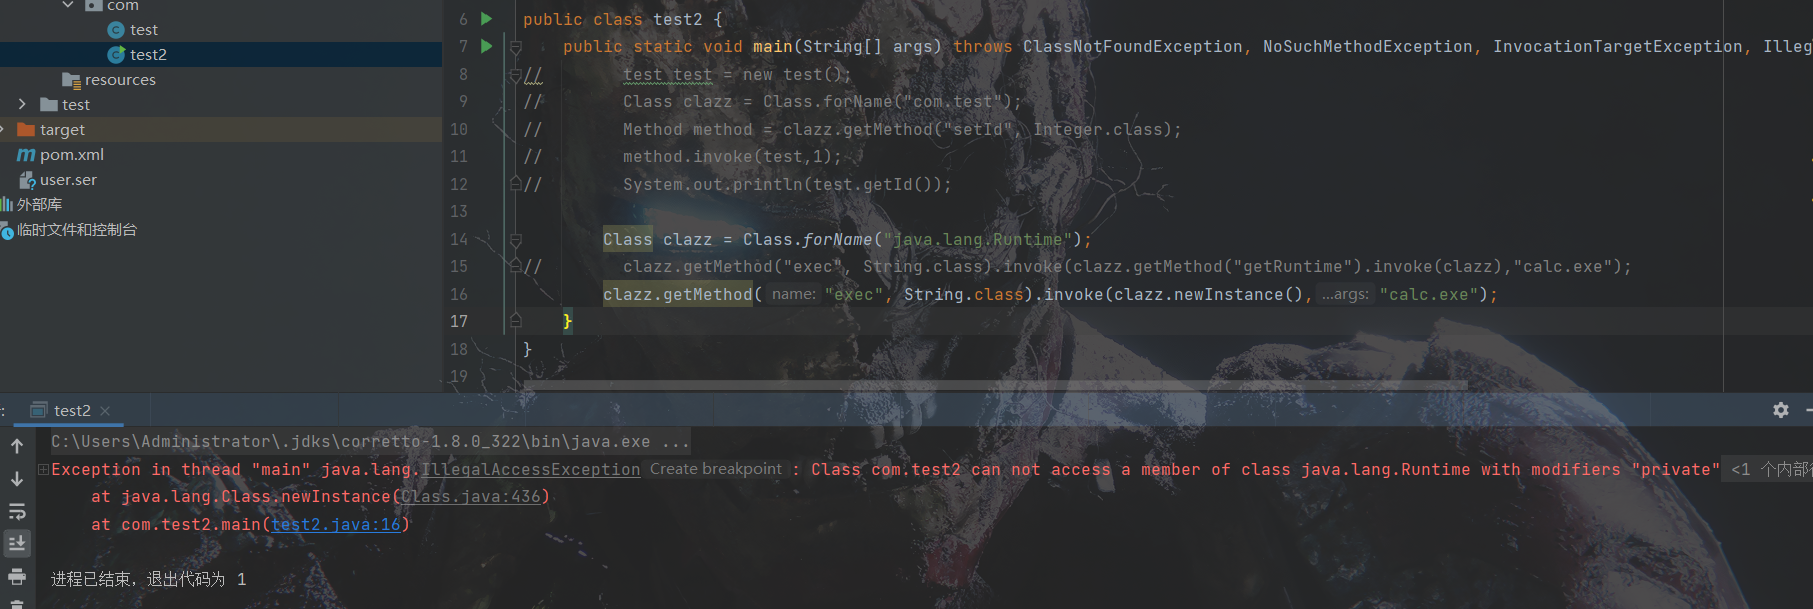 com
test
test2
resources
test
target
pom.xml
user.ser
外部库
临时文件和控制台
6 public class test2 {
7 public static void main(String[] args) throws ClassNotFoundException, NoSuchMethodException, InvocationTargetException, Illeg
8 // test test = new test();
9 // Class clazz = Class.forName("com.test");
10 // Method method = clazz.getMethod("setId", Integer.class);
11 // method.invoke(test,1);
12 // System.out.println(test.getId());
13
14 Class clazz = Class.forName("java.lang.Runtime");
15 // clazz.getMethod("exec", String.class).invoke(clazz.getMethod("getRuntime").invoke(clazz),"calc.exe");
16 clazz.getMethod( name: "exec", String.class).invoke(clazz.newInstance(), ...args: "calc.exe");
17 }
18 }
19
: test2
C:\Users\Administrator\.jdks\corretto-1.8.0_322\bin\java.exe ...
Exception in thread "main" java.lang.IllegalAccessException Create breakpoint : Class com.test2 can not access a member of class java.lang.Runtime with modifiers "private" <1 个内部
at java.lang.Class.newInstance(Class.java:436)
at com.test2.main(test2.java:16)
进程已结束,退出代码为 1